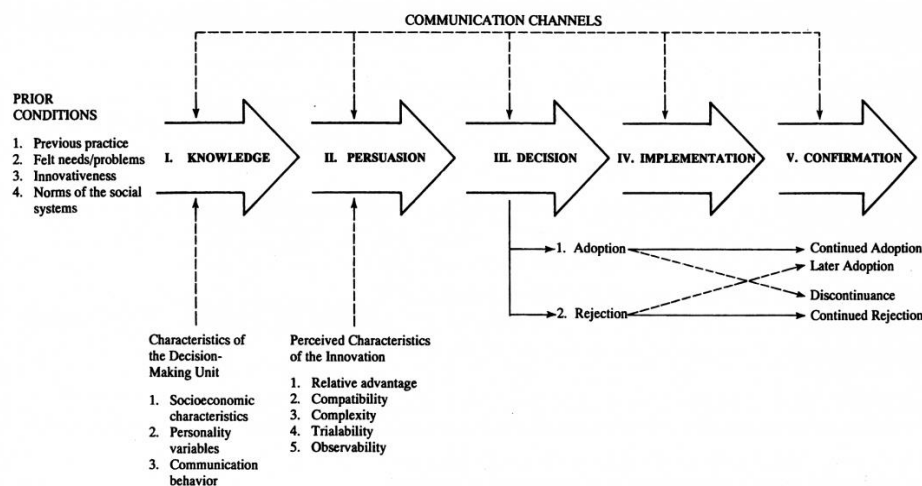 COMMUNICATION CHANNELS
PRIOR
CONDITIONS
1. Previous practice
2. Felt needs/problems
3. Innovativeness
4. Norms of the social
systems
I. KNOWLEDGE
II. PERSUASION
III. DECISION
IV. IMPLEMENTATION
V. CONFIRMATION
1. Adoption
2. Rejection
Continued Adoption
Later Adoption
Discontinuance
Continued Rejection
Characteristics of
the Decision-
Making Unit
1. Socioeconomic
characteristics
2. Personality
variables
3. Communication
behavior
Perceived Characteristics
of the Innovation
1. Relative advantage
2. Compatibility
3. Complexity
4. Trialability
5. Observability